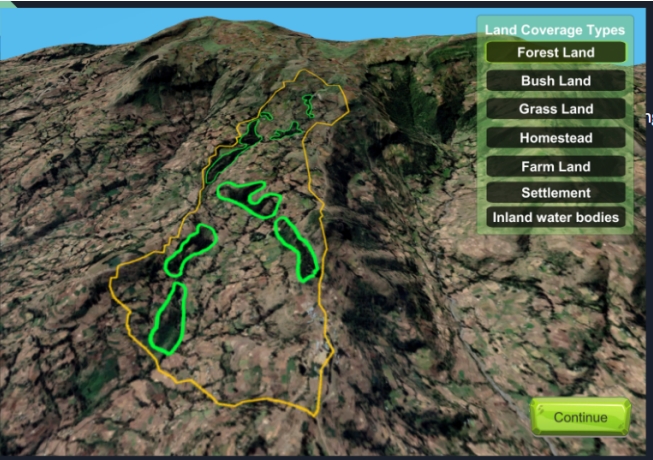 Land Coverage Types
Forest Land
Bush Land
Grass Land
Homestead
Farm Land
Settlement
Inland water bodies
Continue